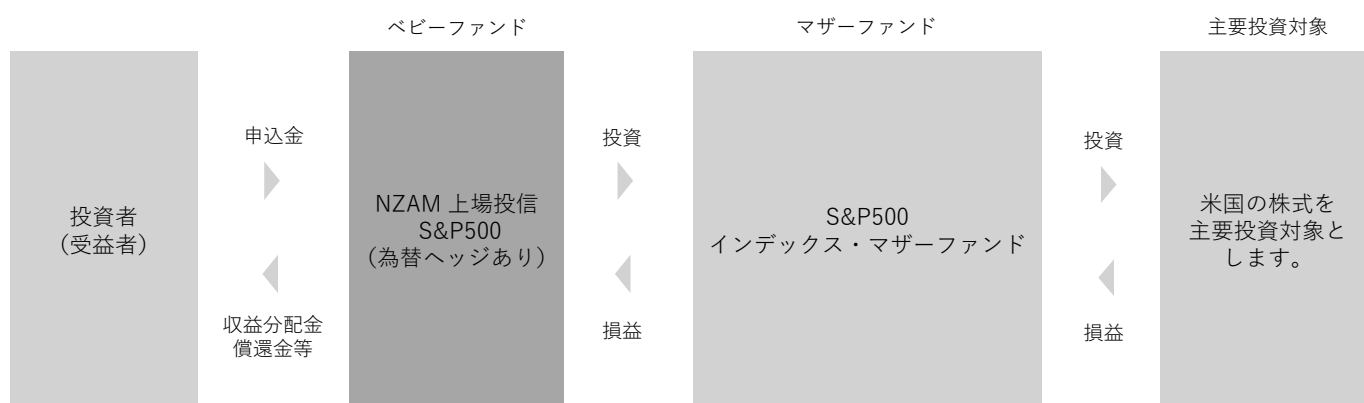 ベビーファンド
マザーファンド
主要投資対象
投資者
（受益者）
申込金
収益分配金
償還金等
NZAM 上場投信
S&P500
（為替ヘッジあり）
投資
損益
S&P500
インデックス・マザーファンド
投資
損益
米国の株式を
主要投資対象と
します。